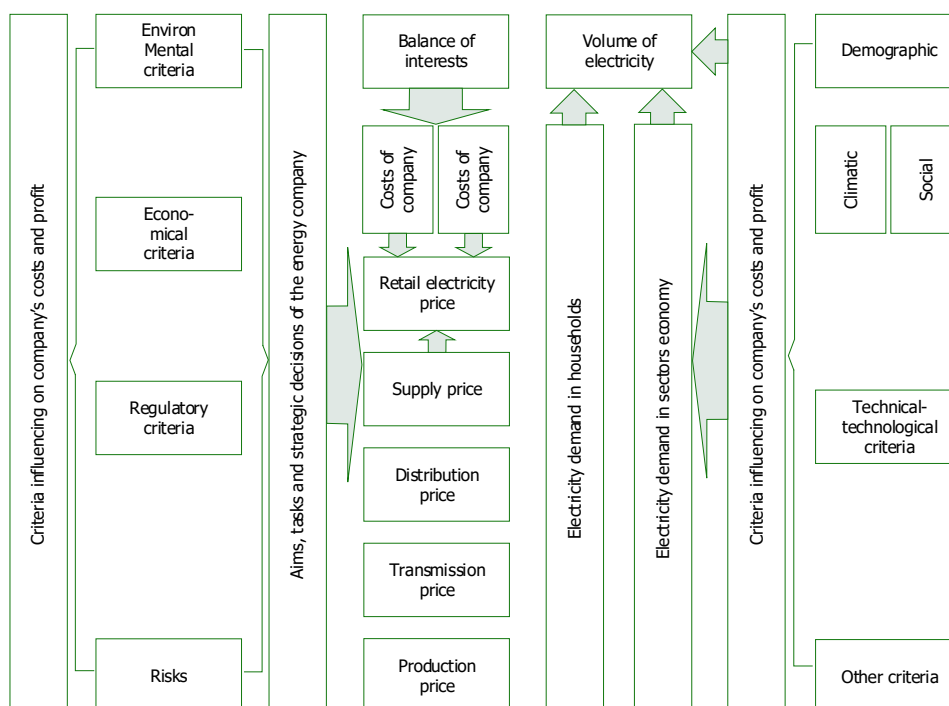 Criteria influencing on company's costs and profit
Environ
Mental
criteria
Econo-
mical
criteria
Regulatory
criteria
Risks
Aims, tasks and strategic decisions of the energy company
Balance of
interests
Costs of
company
Costs of
company
Retail electricity
price
Supply price
Distribution
price
Transmission
price
Production
price
Volume of
electricity
Electricity demand in households
Electricity demand in sectors economy
Criteria influencing on company's costs and profit
Demographic
Climatic
Social
Technical-
technological
criteria
Other criteria